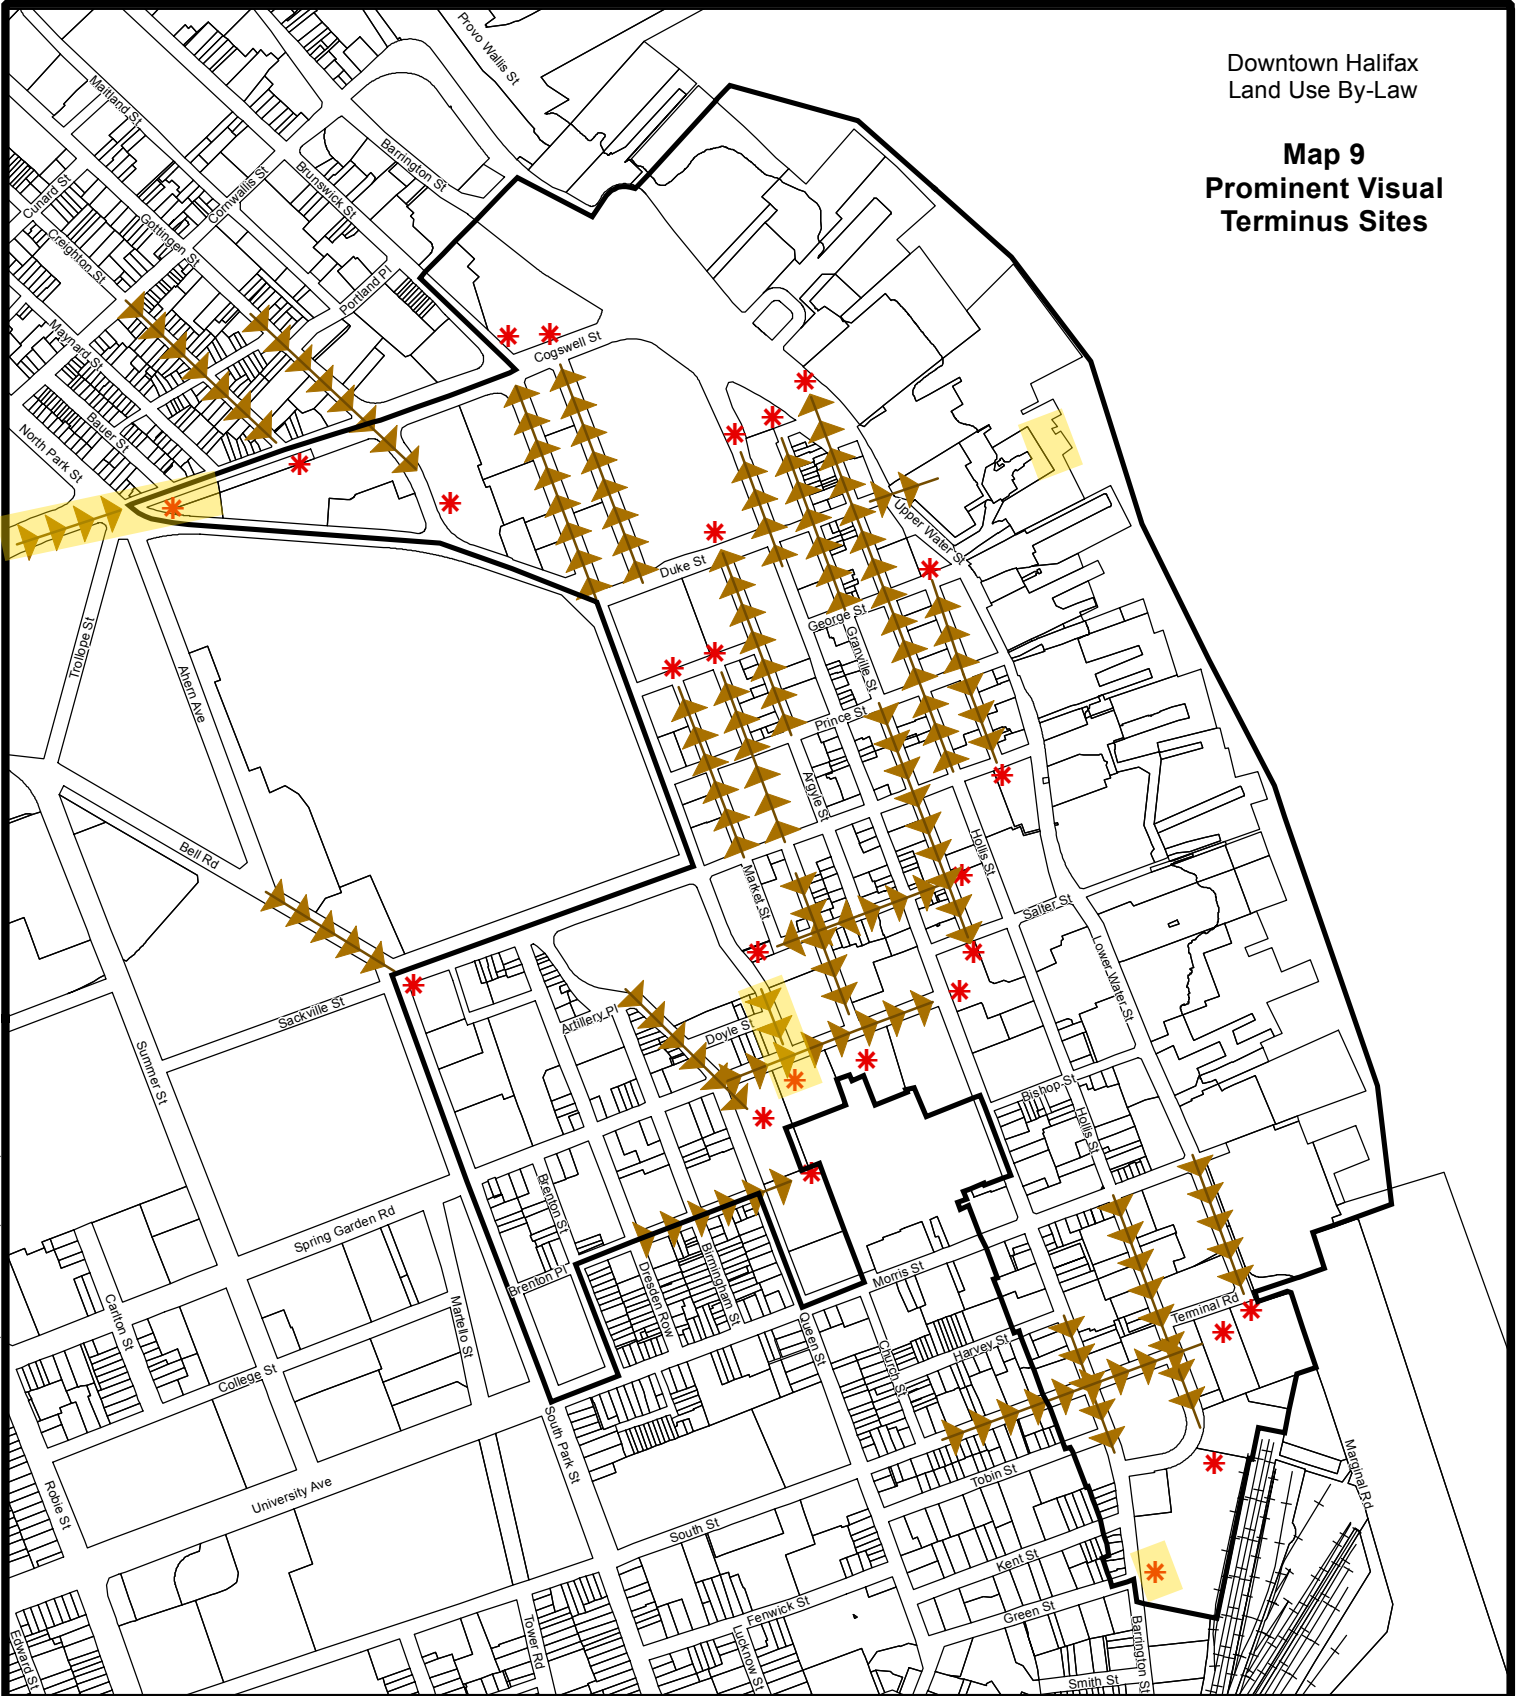 Downtown Halifax
Land Use By-Law
Map 9
Prominent Visual
Terminus Sites
Provo Wallis St
Maitland St
Barrington St
Brunswick St
Cornwallis St
Cunard St
Gottingen St
Creighton St
Portland Pl
Maynard St
Cogswell St
Bauer St
North Park St
Upper Water St
Duke St
George St
Granville St
Trollope St
Ahern Ave
Prince St
Argyle St
Hollis St
Bell Rd
Market St
Salter St
Lower Water St
Sackville St
Artillery Pl
Doyle St
Summer St
Bishop St
Hollis St
Brenton St
Spring Garden Rd
Birmingham St
Dresden Row
Brenton Pl
Morris St
Carlton St
Martello St
Terminal Rd
Queen St
Church St
Harvey St
College St
South Park St
Marginal Rd
Tobin St
University Ave
Robie St
South St
Kent St
Fenwick St
Green St
Tower Rd
Lucknow St
Edward St
Barrington St
Smith St